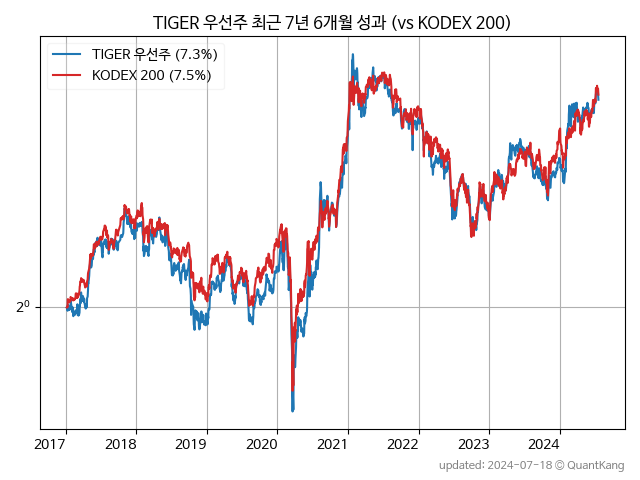 TIGER 우선주 최근 7년 6개월 성과 (vs KODEX 200)
TIGER 우선주 (7.3%)
KODEX 200 (7.5%)
2⁰
2017 2018 2019 2020 2021 2022 2023 2024
updated: 2024-07-18 © QuantKang